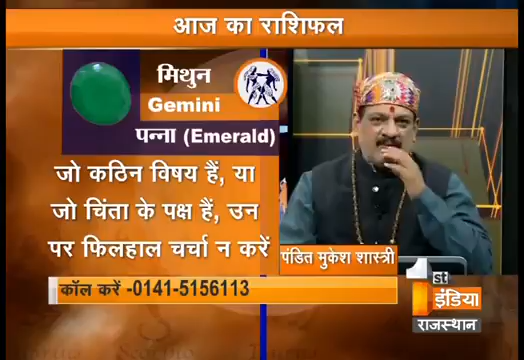 आज का राशिफल
मिथुन
Gemini
पन्ना (Emerald)
जो कठिन विषय हैं, या
जो चिंता के पक्ष हैं, उन
पर फिलहाल चर्चा न करें
पंडित मुकेश शास्त्री
कॉल करें -0141-5156113
1st
इंडिया
राजस्थान